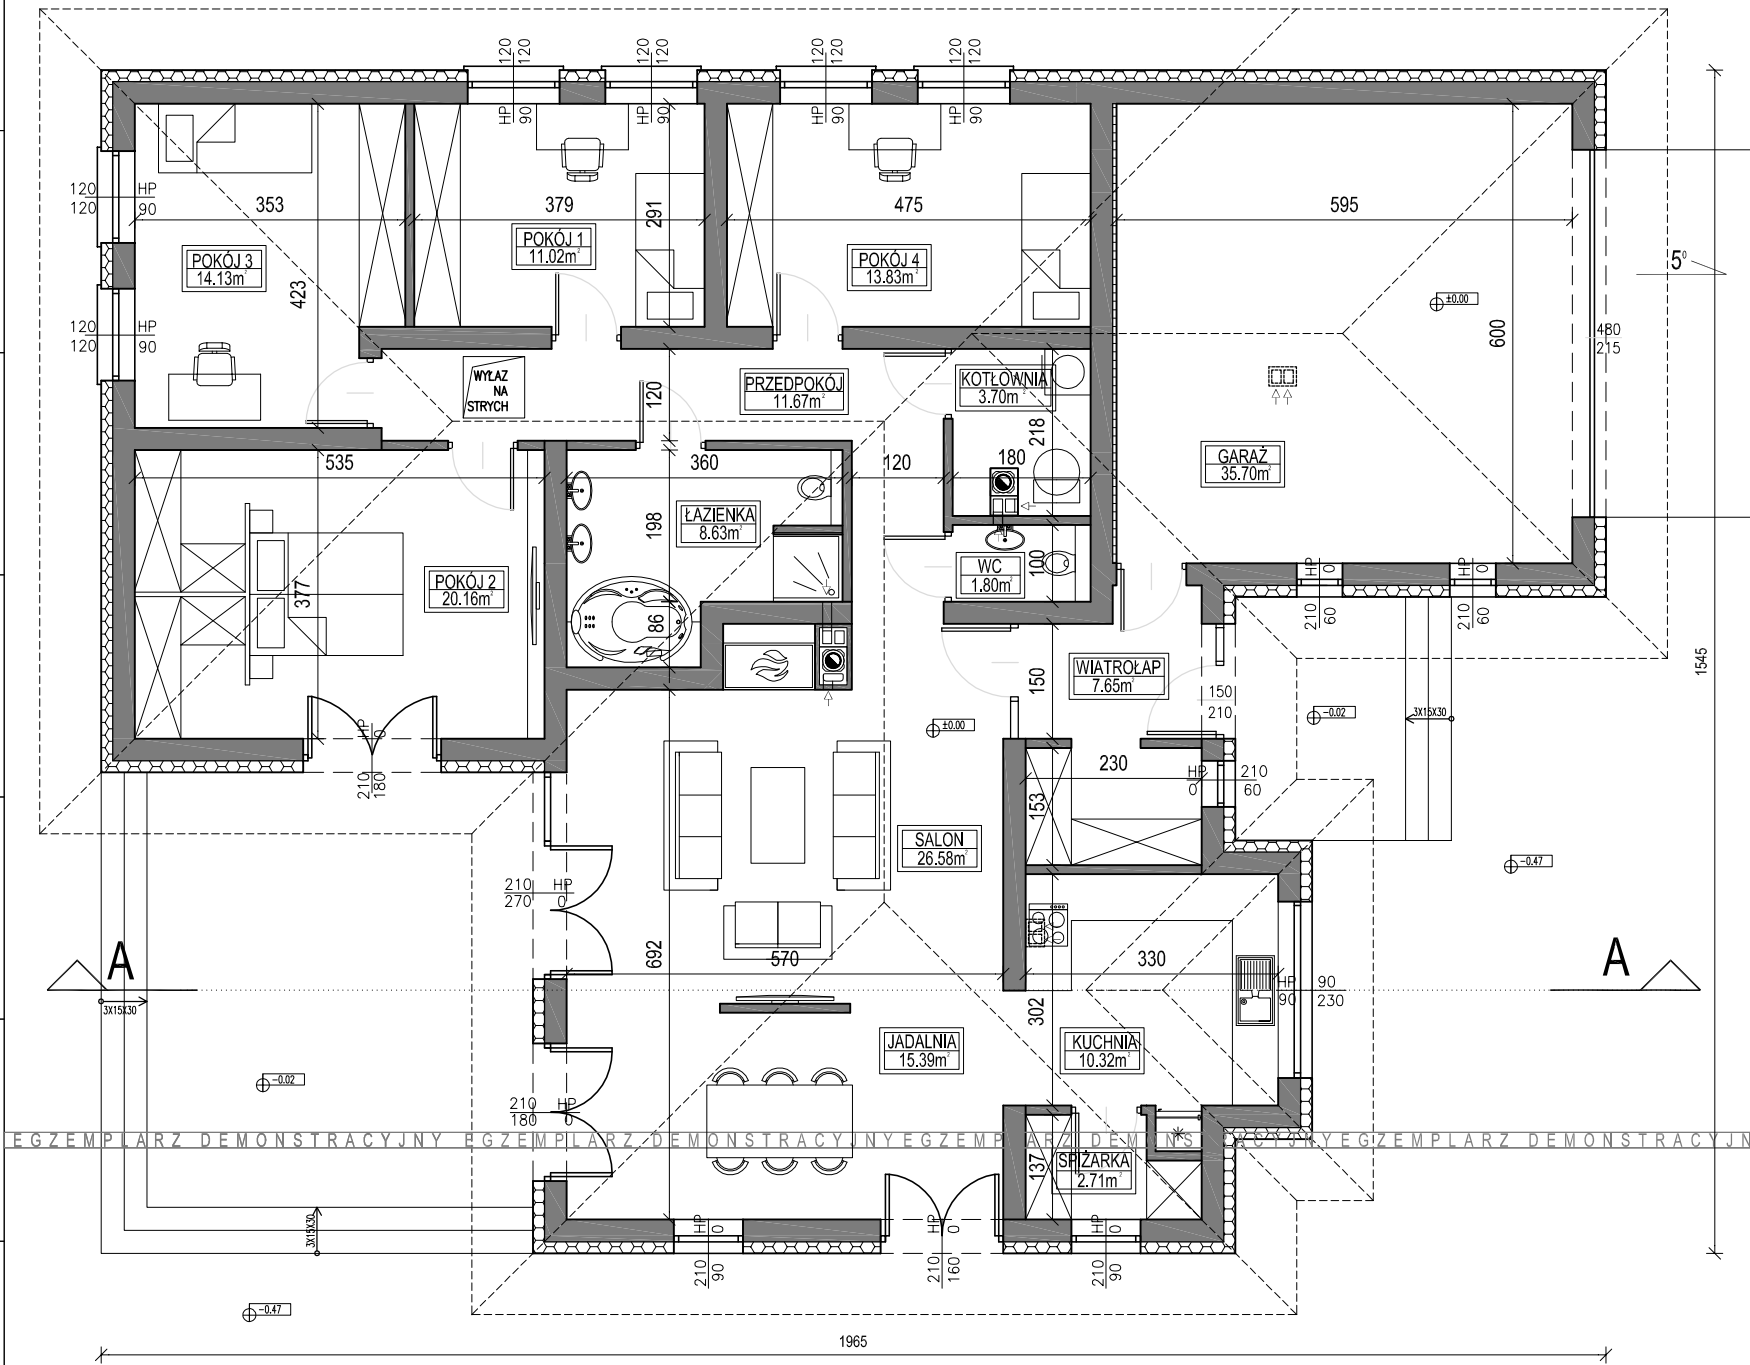 120
120
120
120
120
120
120
120
HP
90
HP
90
HP
90
HP
90
120
120
HP
90
353
379
291
475
595
POKÓJ 3
14.13m²
POKÓJ 1
11.02m²
POKÓJ 4
13.83m²
5°
423
±0.00
120
120
HP
90
600
480
215
WYŁAZ
NA
STRYCH
PRZEDPOKÓJ
11.67m²
120
KOTŁOWNIA
3.70m²
218
535
360
120
180
GARAŻ
35.70m²
198
ŁAZIENKA
8.63m²
POKÓJ 2
20.16m²
377
100
WC
1.80m²
HP
0
HP
0
210
60
210
60
86
150
WIATROŁAP
7.65m²
1545
150
210
-0.02
3X15X30
±0.00
HP
0
210
180
230
HP
0
210
60
153
SALON
26.58m²
-0.47
210
270
HP
0
A
692
570
330
A
HP
90
90
230
3X15X30
302
JADALNIA
15.39m²
KUCHNIA
10.32m²
-0.02
210
180
HP
0
EGZEMPLARZ DEMONSTRACYJNY EGZEMPLARZ DEMONSTRACYJNY EGZEMPLARZ DEMONSTRACYJNY EGZEMPLARZ DEMONSTRACYJN
137
SPIŻARKA
2.71m²
3X15X30
HP
0
HP
0
HP
0
210
90
210
160
210
90
-0.47
1965